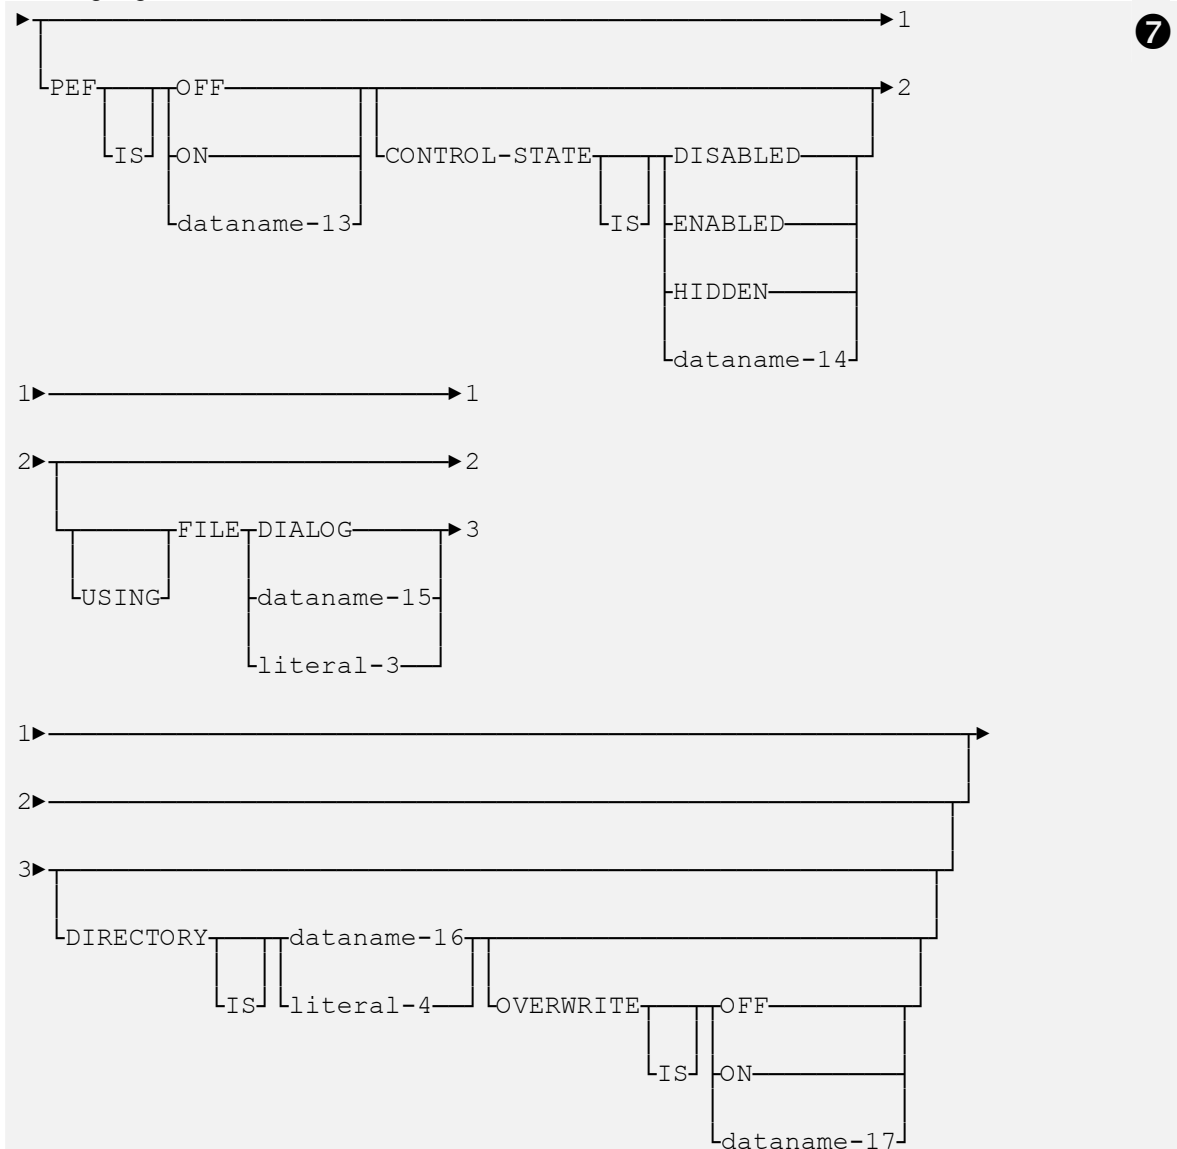 1 7
PEF OFF 2
IS ON CONTROL-STATE DISABLED
dataname-13 IS ENABLED
HIDDEN
dataname-14
1 1
2 2
FILE DIALOG 3
USING dataname-15
literal-3
1
2
3
DIRECTORY dataname-16
IS literal-4 OVERWRITE OFF
IS ON
dataname-17